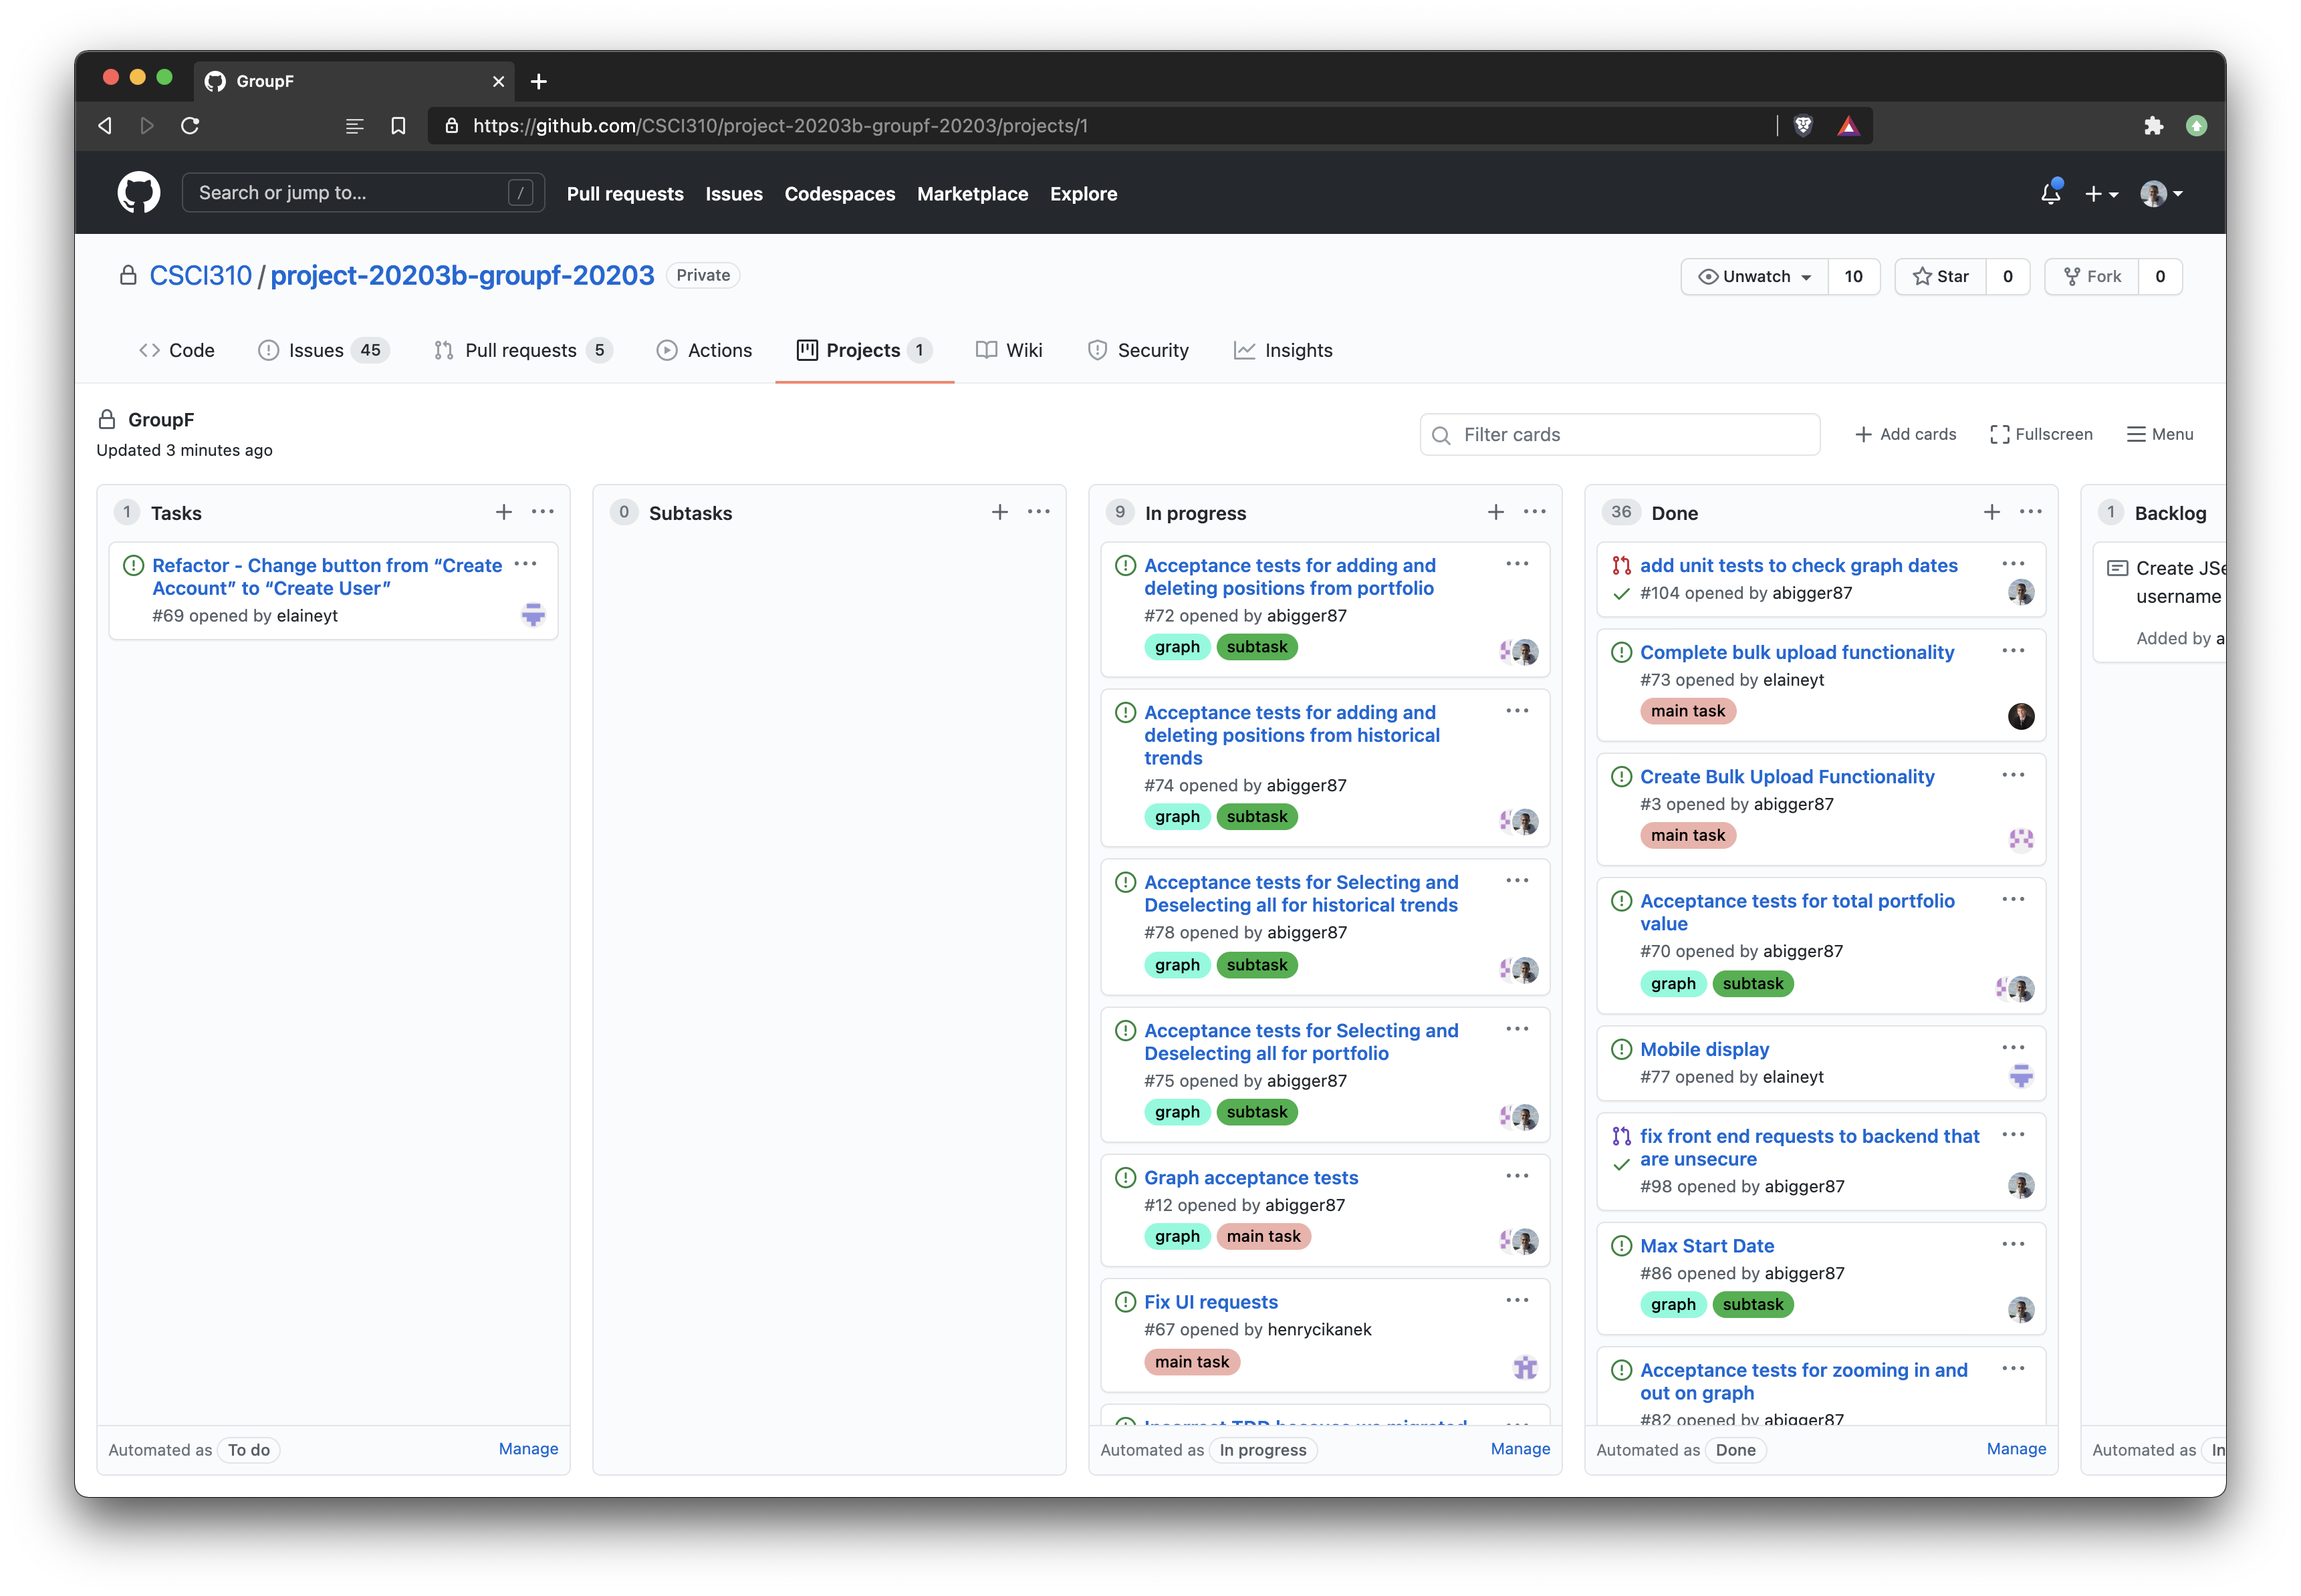 GroupF
https://github.com/CSCI310/project-20203b-groupf-20203/projects/1
Search or jump to... /
Pull requests Issues Codespaces Marketplace Explore
CSCI310 / project-20203b-groupf-20203 Private
Unwatch 10 Star 0 Fork 0
Code Issues 45 Pull requests 5 Actions Projects 1 Wiki Security Insights
GroupF
Updated 3 minutes ago
Filter cards
Add cards Fullscreen Menu
1 Tasks
Refactor - Change button from “Create
Account” to “Create User”
#69 opened by elaineyt
Automated as To do Manage
0 Subtasks
9 In progress
Acceptance tests for adding and
deleting positions from portfolio
#72 opened by abigger87
graph subtask
Acceptance tests for adding and
deleting positions from historical
trends
#74 opened by abigger87
graph subtask
Acceptance tests for Selecting and
Deselecting all for historical trends
#78 opened by abigger87
graph subtask
Acceptance tests for Selecting and
Deselecting all for portfolio
#75 opened by abigger87
graph subtask
Graph acceptance tests
#12 opened by abigger87
graph main task
Fix UI requests
#67 opened by henrycikanek
main task
Incorrect TDD because we migrated
Automated as In progress Manage
36 Done
add unit tests to check graph dates
#104 opened by abigger87
Complete bulk upload functionality
#73 opened by elaineyt
main task
Create Bulk Upload Functionality
#3 opened by abigger87
main task
Acceptance tests for total portfolio
value
#70 opened by abigger87
graph subtask
Mobile display
#77 opened by elaineyt
fix front end requests to backend that
are unsecure
#98 opened by abigger87
Max Start Date
#86 opened by abigger87
graph subtask
Acceptance tests for zooming in and
out on graph
#82 opened by abigger87
Automated as Done Manage
1 Backlog
Create JSe
username
Added by a
Automated as In